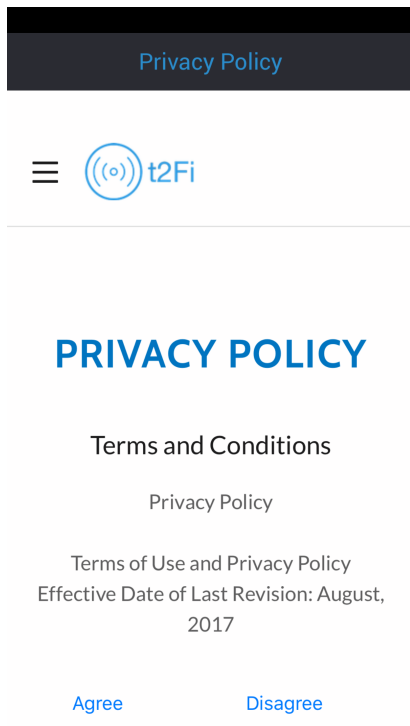 Privacy Policy
t2Fi
PRIVACY POLICY
Terms and Conditions
Privacy Policy
Terms of Use and Privacy Policy
Effective Date of Last Revision: August,
2017
Agree Disagree